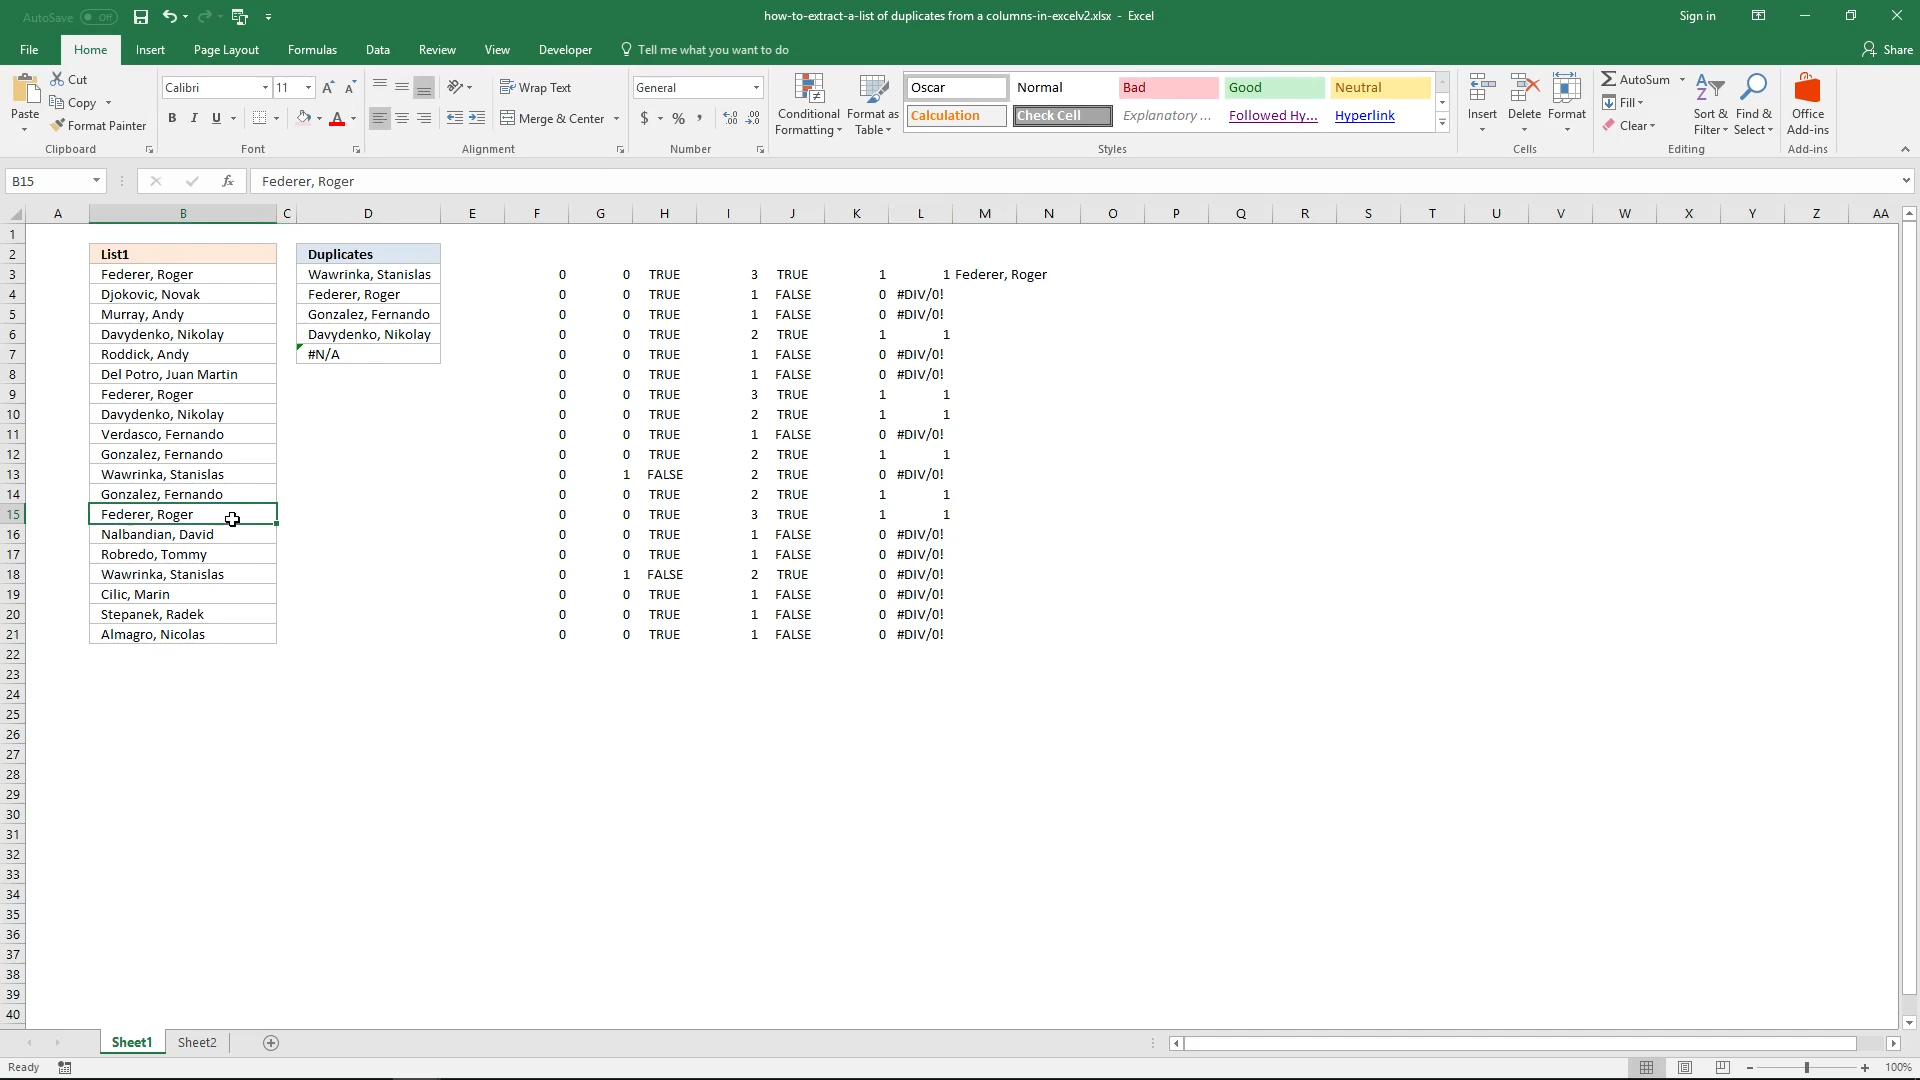 AutoSave Off how-to-extract-a-list of duplicates from a columns-in-excelv2.xlsx - Excel Sign in
File Home Insert Page Layout Formulas Data Review View Developer Tell me what you want to do Share
Paste
Cut
Copy
Format Painter
Clipboard
Calibri 11
B I U
Font
Wrap Text
Merge & Center
Alignment
General
$ % ,
Number
Conditional Formatting
Format as Table
Oscar Normal Bad Good Neutral
Calculation Check Cell Explanatory ... Followed Hy... Hyperlink
Styles
Insert Delete Format
Cells
AutoSum
Fill
Clear
Sort & Filter
Find & Select
Editing
Office Add-ins
Add-ins
B15 fx Federer, Roger
A B C D E F G H I J K L M N O P Q R S T U V W X Y Z AA
1
2 List1 Duplicates
3 Federer, Roger Wawrinka, Stanislas 0 0 TRUE 3 TRUE 1 1 Federer, Roger
4 Djokovic, Novak Federer, Roger 0 0 TRUE 1 FALSE 0 #DIV/0!
5 Murray, Andy Gonzalez, Fernando 0 0 TRUE 1 FALSE 0 #DIV/0!
6 Davydenko, Nikolay Davydenko, Nikolay 0 0 TRUE 2 TRUE 1 1
7 Roddick, Andy #N/A 0 0 TRUE 1 FALSE 0 #DIV/0!
8 Del Potro, Juan Martin 0 0 TRUE 1 FALSE 0 #DIV/0!
9 Federer, Roger 0 0 TRUE 3 TRUE 1 1
10 Davydenko, Nikolay 0 0 TRUE 2 TRUE 1 1
11 Verdasco, Fernando 0 0 TRUE 1 FALSE 0 #DIV/0!
12 Gonzalez, Fernando 0 0 TRUE 2 TRUE 1 1
13 Wawrinka, Stanislas 0 1 FALSE 2 TRUE 0 #DIV/0!
14 Gonzalez, Fernando 0 0 TRUE 2 TRUE 1 1
15 Federer, Roger 0 0 TRUE 3 TRUE 1 1
16 Nalbandian, David 0 0 TRUE 1 FALSE 0 #DIV/0!
17 Robredo, Tommy 0 0 TRUE 1 FALSE 0 #DIV/0!
18 Wawrinka, Stanislas 0 1 FALSE 2 TRUE 0 #DIV/0!
19 Cilic, Marin 0 0 TRUE 1 FALSE 0 #DIV/0!
20 Stepanek, Radek 0 0 TRUE 1 FALSE 0 #DIV/0!
21 Almagro, Nicolas 0 0 TRUE 1 FALSE 0 #DIV/0!
22
23
24
25
26
27
28
29
30
31
32
33
34
35
36
37
38
39
40
Sheet1 Sheet2
Ready 100%